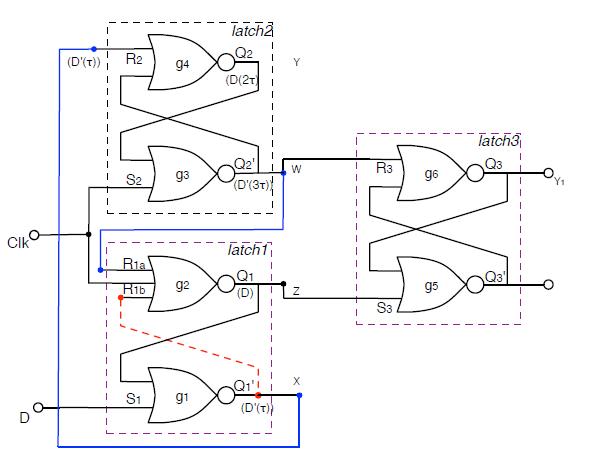 latch2
R2
g4
Q2
Y
(D'(τ))
(D(2τ)
S2
g3
Q2'
W
(D'(3τ))
latch3
R3
g6
Q3
Y1
Clk
latch1
R1a
g2
Q1
R1b
(D)
Z
g5
Q3'
S3
X
S1
g1
Q1'
(D'(τ))
D